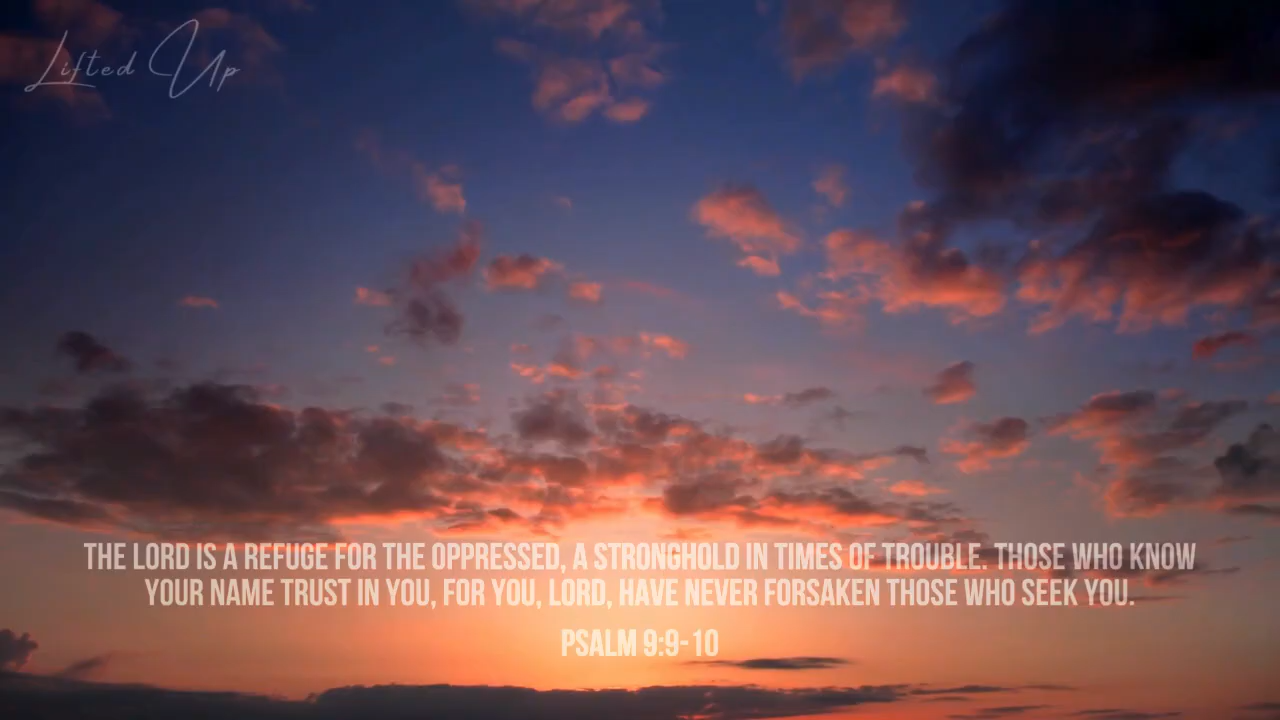 Lifted Up
THE LORD IS A REFUGE FOR THE OPPRESSED, A STRONGHOLD IN TIMES OF TROUBLE. THOSE WHO KNOW
YOUR NAME TRUST IN YOU, FOR YOU, LORD, HAVE NEVER FORSAKEN THOSE WHO SEEK YOU.
PSALM 9:9-10